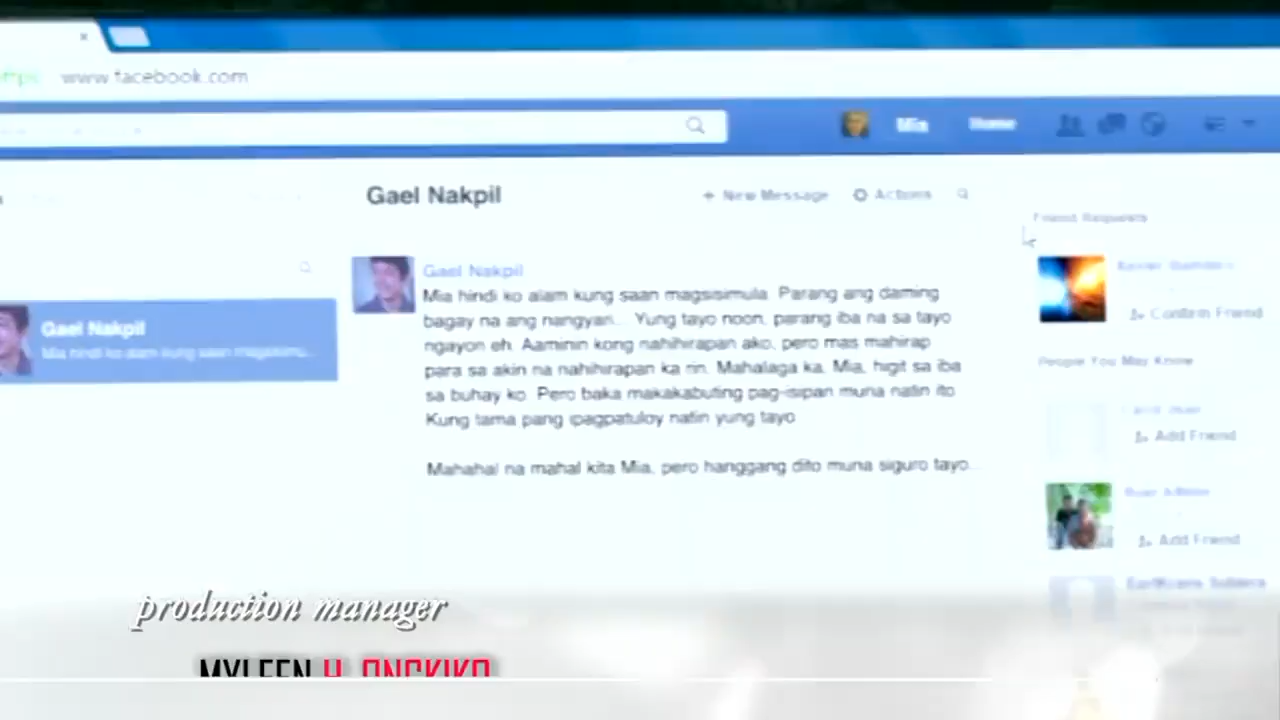 www.facebook.com
Mia Home
Gael Nakpil
+ New Message Actions
Friend Requests
Gael Nakpil
Mia hindi ko alam kung saan magsisimula. Parang ang daming
bagay na ang nangyari... Yung tayo noon, parang iba na sa tayo
ngayon eh. Aaminin kong nahihirapan ako, pero mas mahirap
para sa akin na nahihirapan ka rin. Mahalaga ka, Mia, higit sa iba
sa buhay ko. Pero baka makakabuting pag-isipan muna natin ito
Kung tama pang ipagpatuloy natin yung tayo
Mahahal na mahal kita Mia, pero hanggang dito muna siguro tayo...
Gael Nakpil
Mia hindi ko alam kung saan magsisimu...
Confirm Friend
People You May Know
Add Friend
Add Friend
production manager
MYLEEN H. ONGKIKO